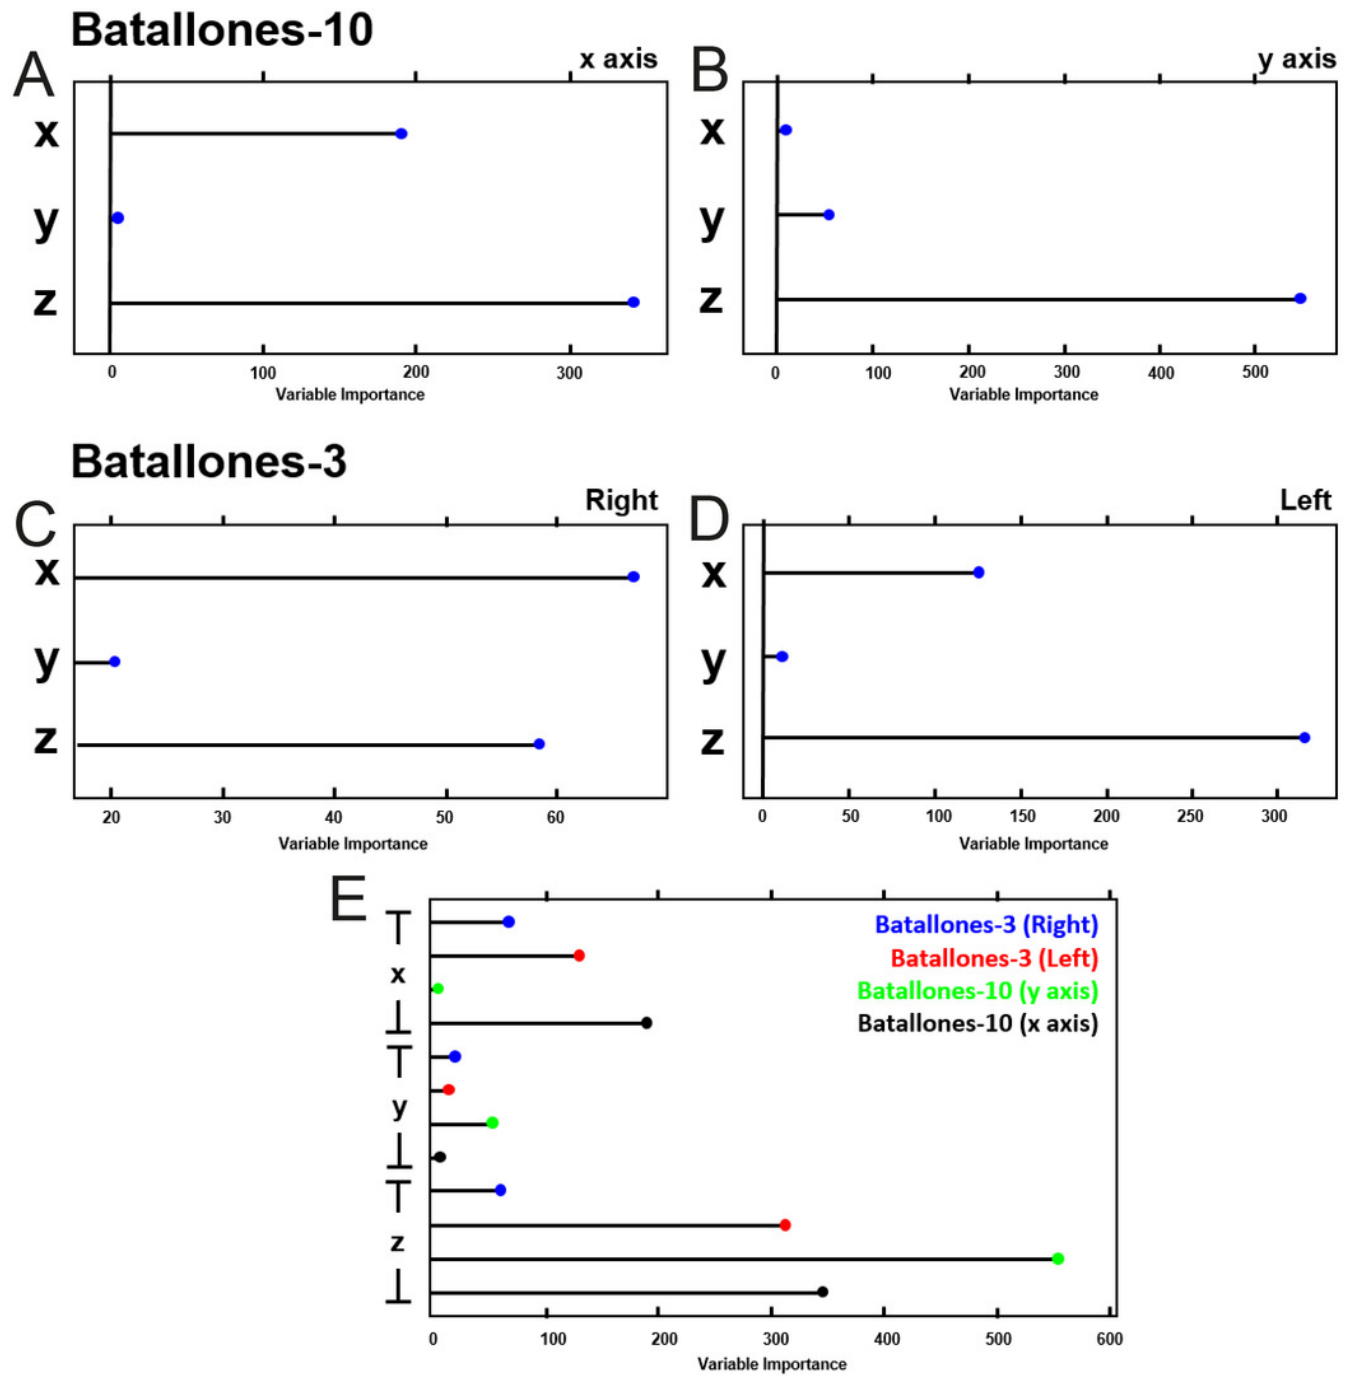 Batallones-10
A
x axis
x
y
z
0 100 200 300
Variable Importance
B
y axis
x
y
z
0 100 200 300 400 500
Variable Importance
Batallones-3
C
Right
x
y
z
20 30 40 50 60
Variable Importance
D
Left
x
y
z
0 50 100 150 200 250 300
Variable Importance
E
Batallones-3 (Right)
Batallones-3 (Left)
Batallones-10 (y axis)
Batallones-10 (x axis)
x
y
z
0 100 200 300 400 500 600
Variable Importance